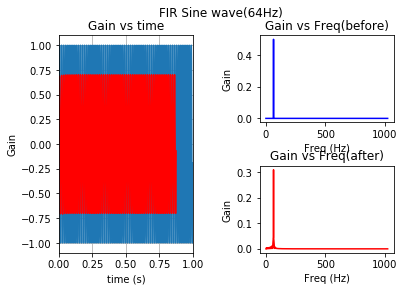 FIR Sine wave(64Hz)
Gain vs time
1.00
0.75
0.50
0.25
0.00
−0.25
−0.50
−0.75
−1.00
Gain
0.00 0.25 0.50 0.75 1.00
time (s)
Gain vs Freq(before)
0.4
0.2
0.0
Gain
0 500 1000
Freq (Hz)
Gain vs Freq(after)
0.3
0.2
0.1
0.0
Gain
0 500 1000
Freq (Hz)